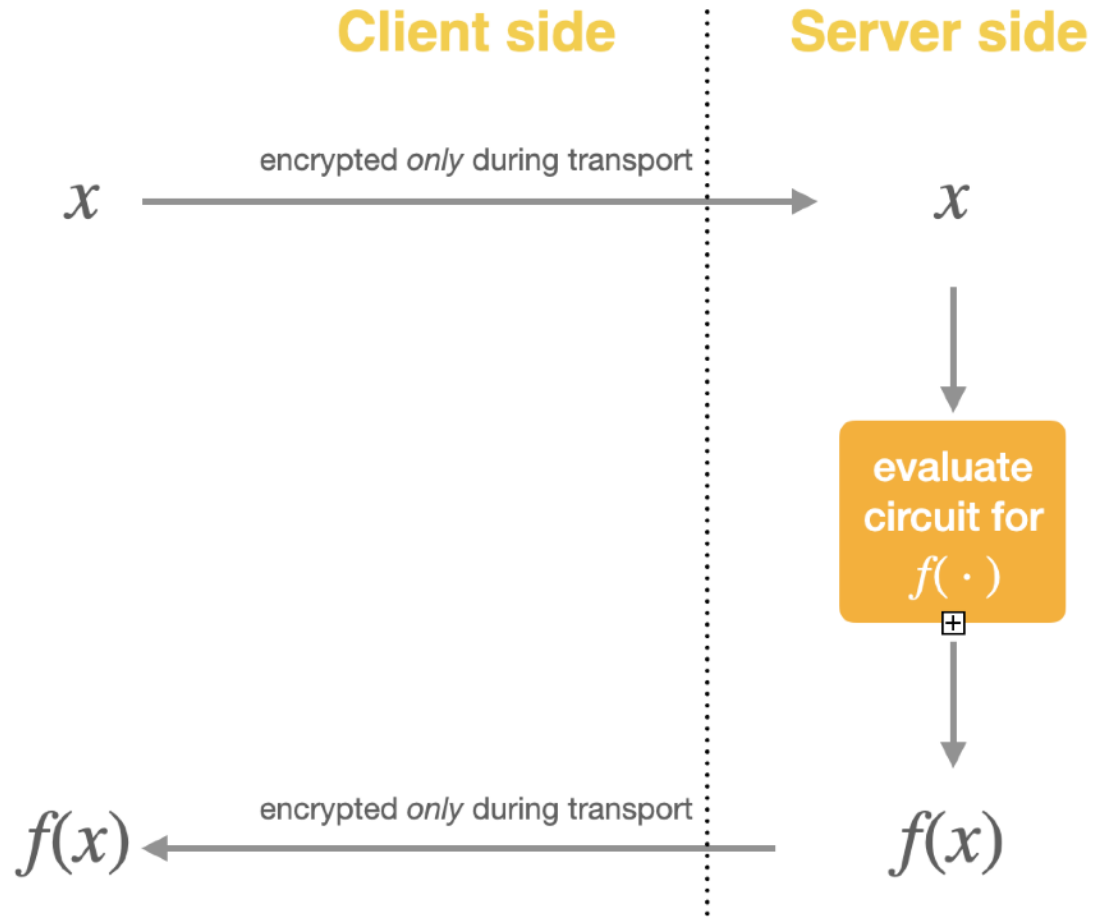 Client side
Server side
encrypted only during transport
x
x
evaluate
circuit for
f( · )
encrypted only during transport
f(x)
f(x)